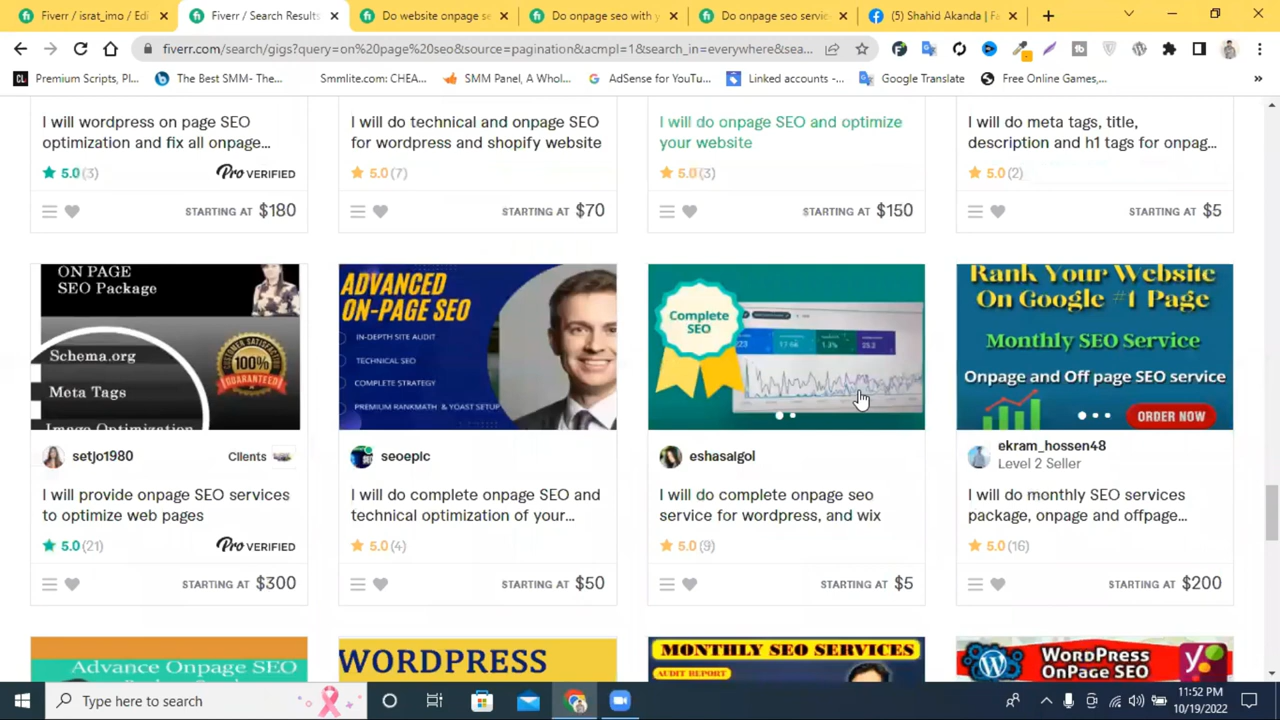 Fiverr / israt_imo / Edi
Fiverr / Search Results
Do website onpage se
Do onpage seo with y
Do onpage seo servic
(5) Shahid Akanda | Fa
fiverr.com/search/gigs?query=on%20page%20seo&source=pagination&acmpl=1&search_in=everywhere&sea...
Premium Scripts, Pl...
The Best SMM- The...
Smmlite.com: CHEA...
SMM Panel, A Whol...
AdSense for YouTu...
Linked accounts -...
Google Translate
Free Online Games,...
»
I will wordpress on page SEO
optimization and fix all onpage...
5.0 (3)
Pro VERIFIED
STARTING AT $180
I will do technical and onpage SEO
for wordpress and shopify website
5.0 (7)
STARTING AT $70
I will do onpage SEO and optimize
your website
5.0 (3)
STARTING AT $150
I will do meta tags, title,
description and h1 tags for onpag...
5.0 (2)
STARTING AT $5
ON PAGE
SEO Package
Schema.org
Meta Tags
Image Optimization
100%
setjo1980
Clients
I will provide onpage SEO services
to optimize web pages
5.0 (21)
Pro VERIFIED
STARTING AT $300
ADVANCED
ON-PAGE SEO
IN-DEPTH SITE AUDIT
TECHNICAL SEO
COMPLETE STRATEGY
PREMIUM RANKMATH & YOAST SETUP
seoepic
I will do complete onpage SEO and
technical optimization of your...
5.0 (4)
STARTING AT $50
Complete
SEO
eshasalgol
I will do complete onpage seo
service for wordpress, and wix
5.0 (9)
STARTING AT $5
Rank Your Website
On Google #1 Page
Monthly SEO Service
Onpage and Off page SEO service
ORDER NOW
ekram_hossen48
Level 2 Seller
I will do monthly SEO services
package, onpage and offpage...
5.0 (16)
STARTING AT $200
Advance Onpage SEO
WORDPRESS
MONTHLY SEO SERVICES
AUDIT REPORT
WORDPRESS
ONPAGE SEO
Type here to search
11:52 PM
10/19/2022